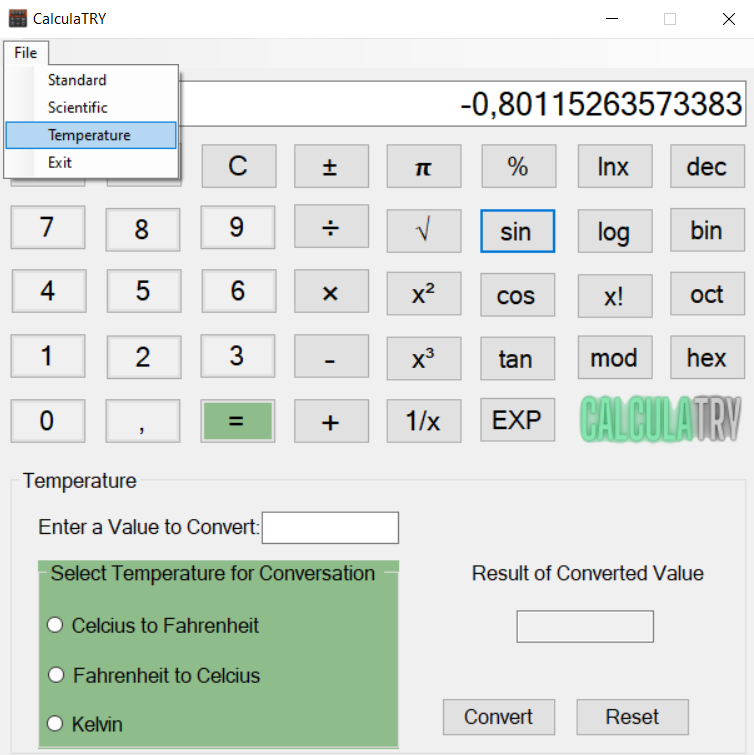 CalculaTRY
File
Standard
Scientific
Temperature
Exit
-0,80115263573383
C ± π % lnx dec
7 8 9 ÷ √ sin log bin
4 5 6 × x² cos x! oct
1 2 3 - x³ tan mod hex
0 , = + 1/x EXP CALCULATRY
Temperature
Enter a Value to Convert:
Select Temperature for Conversation
Result of Converted Value
Celcius to Fahrenheit
Fahrenheit to Celcius
Kelvin
Convert Reset